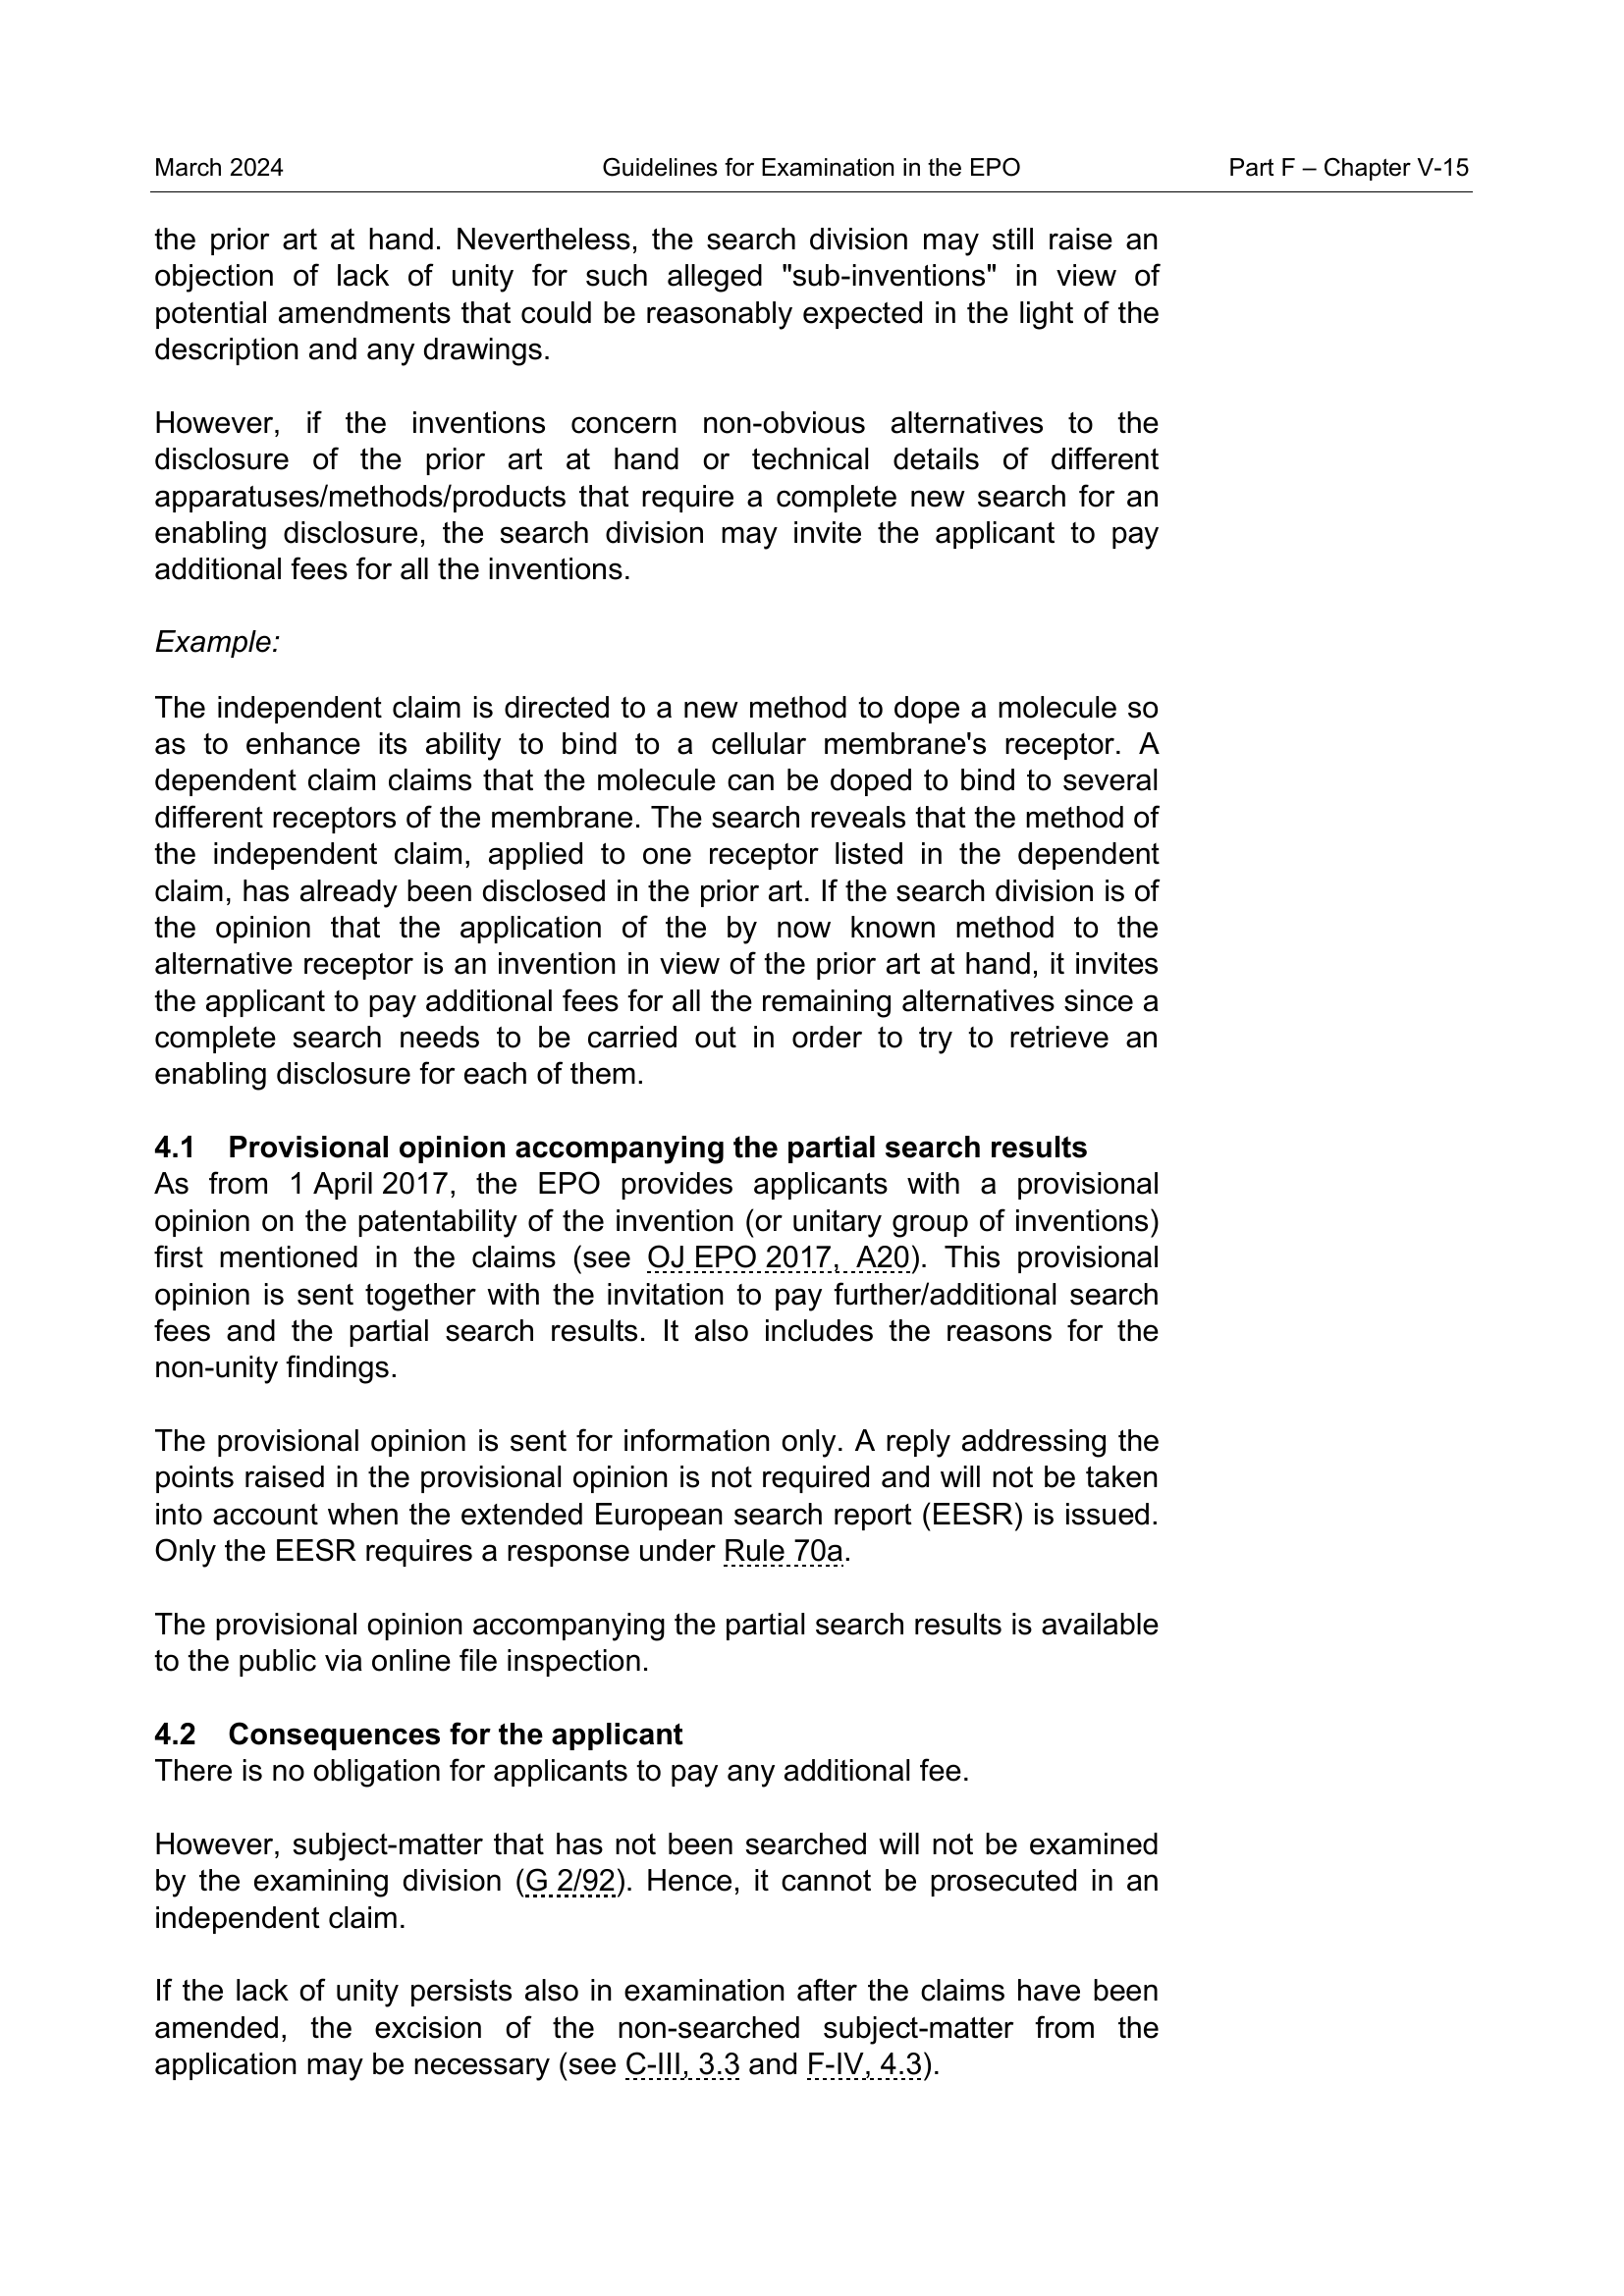 March 2024 Guidelines for Examination in the EPO Part F – Chapter V-15
the prior art at hand. Nevertheless, the search division may still raise an
objection of lack of unity for such alleged "sub-inventions" in view of
potential amendments that could be reasonably expected in the light of the
description and any drawings.
However, if the inventions concern non-obvious alternatives to the
disclosure of the prior art at hand or technical details of different
apparatuses/methods/products that require a complete new search for an
enabling disclosure, the search division may invite the applicant to pay
additional fees for all the inventions.
Example:
The independent claim is directed to a new method to dope a molecule so
as to enhance its ability to bind to a cellular membrane's receptor. A
dependent claim claims that the molecule can be doped to bind to several
different receptors of the membrane. The search reveals that the method of
the independent claim, applied to one receptor listed in the dependent
claim, has already been disclosed in the prior art. If the search division is of
the opinion that the application of the by now known method to the
alternative receptor is an invention in view of the prior art at hand, it invites
the applicant to pay additional fees for all the remaining alternatives since a
complete search needs to be carried out in order to try to retrieve an
enabling disclosure for each of them.
4.1 Provisional opinion accompanying the partial search results
As from 1 April 2017, the EPO provides applicants with a provisional
opinion on the patentability of the invention (or unitary group of inventions)
first mentioned in the claims (see OJ EPO 2017, A20). This provisional
opinion is sent together with the invitation to pay further/additional search
fees and the partial search results. It also includes the reasons for the
non-unity findings.
The provisional opinion is sent for information only. A reply addressing the
points raised in the provisional opinion is not required and will not be taken
into account when the extended European search report (EESR) is issued.
Only the EESR requires a response under Rule 70a.
The provisional opinion accompanying the partial search results is available
to the public via online file inspection.
4.2 Consequences for the applicant
There is no obligation for applicants to pay any additional fee.
However, subject-matter that has not been searched will not be examined
by the examining division (G 2/92). Hence, it cannot be prosecuted in an
independent claim.
If the lack of unity persists also in examination after the claims have been
amended, the excision of the non-searched subject-matter from the
application may be necessary (see C-III, 3.3 and F-IV, 4.3).